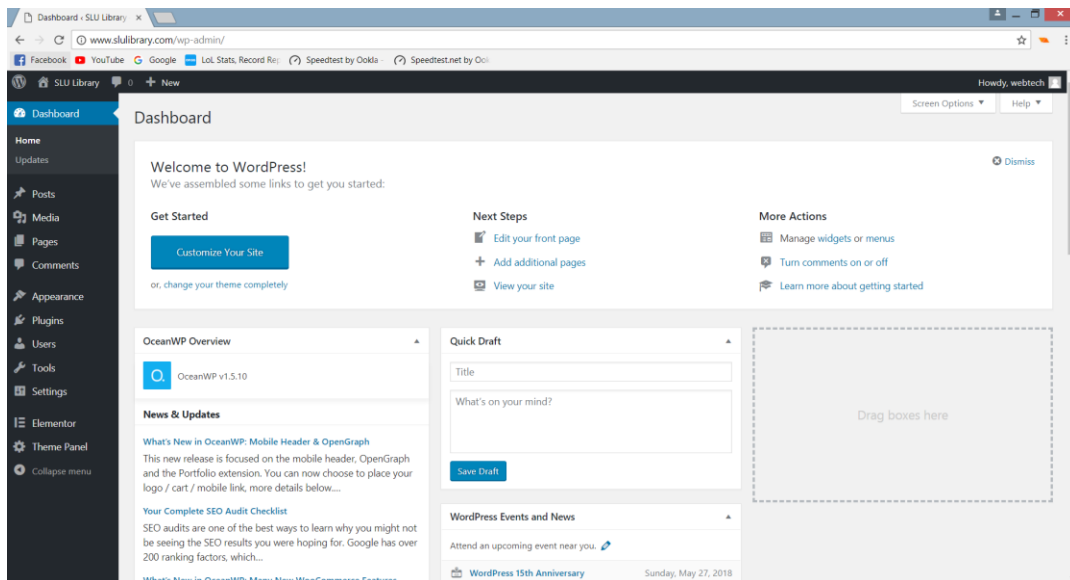 Dashboard ‹ SLU Library
www.slulibrary.com/wp-admin/
Facebook YouTube Google LoL Stats, Record Re Speedtest by Ookla - Speedtest.net by Ook
SLU Library 0 New Howdy, webtech
Screen Options Help
Dashboard
Home
Updates
Posts
Media
Pages
Comments
Appearance
Plugins
Users
Tools
Settings
Elementor
Theme Panel
Collapse menu
Dashboard
Welcome to WordPress!
Dismiss
We've assembled some links to get you started:
Get Started
Customize Your Site
or, change your theme completely
Next Steps
Edit your front page
Add additional pages
View your site
More Actions
Manage widgets or menus
Turn comments on or off
Learn more about getting started
OceanWP Overview
O.
OceanWP v1.5.10
News & Updates
What's New in OceanWP: Mobile Header & OpenGraph
This new release is focused on the mobile header, OpenGraph
and the Portfolio extension. You can now choose to place your
logo / cart / mobile link, more details below....
Your Complete SEO Audit Checklist
SEO audits are one of the best ways to learn why you might not
be seeing the SEO results you were hoping for. Google has over
200 ranking factors, which...
What's New in OceanWP: Many New WooCommerce Features
Quick Draft
Title
What's on your mind?
Save Draft
WordPress Events and News
Attend an upcoming event near you.
WordPress 15th Anniversary Sunday, May 27, 2018
Drag boxes here